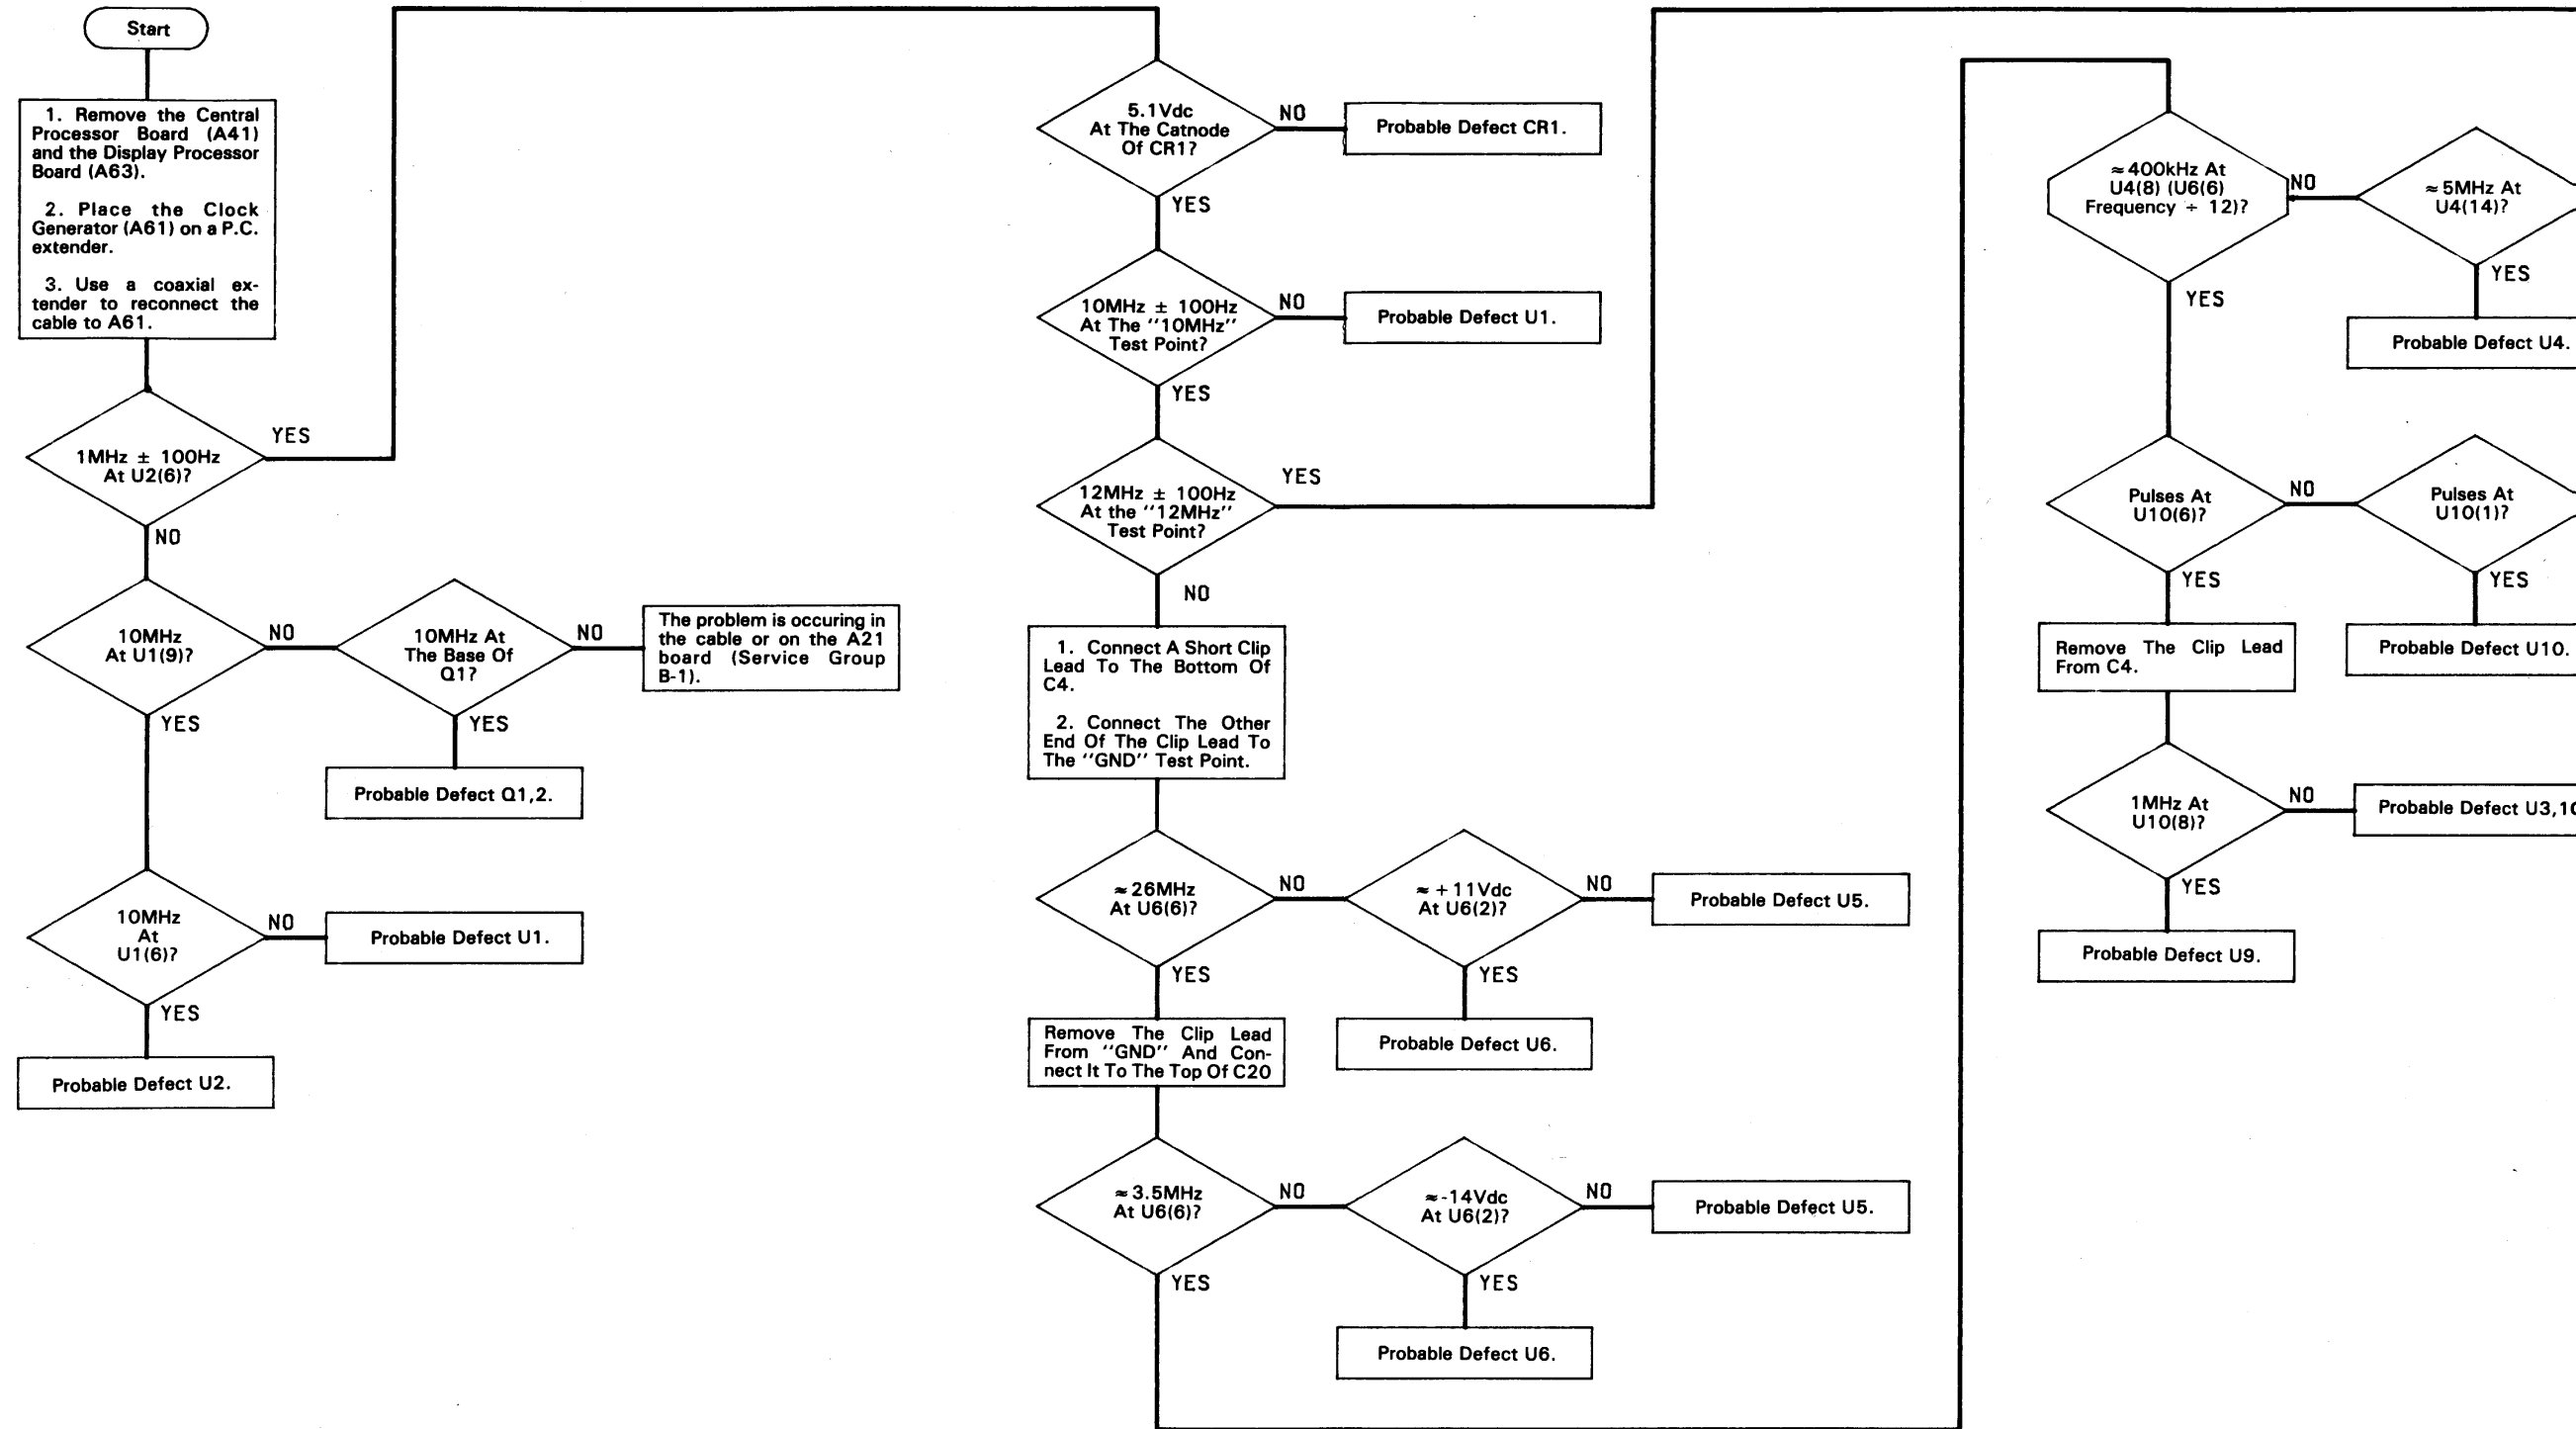 Start
1. Remove the Central
Processor Board (A41)
and the Display Processor
Board (A63).
2. Place the Clock
Generator (A61) on a P.C.
extender.
3. Use a coaxial ex-
tender to reconnect the
cable to A61.
1MHz ± 100Hz
At U2(6)?
YES
NO
10MHz
At U1(9)?
NO
10MHz At
The Base Of
Q1?
NO
The problem is occuring in
the cable or on the A21
board (Service Group
B-1).
YES
YES
Probable Defect Q1,2.
10MHz
At
U1(6)?
NO
Probable Defect U1.
YES
Probable Defect U2.
5.1Vdc
At The Catnode
Of CR1?
NO
Probable Defect CR1.
YES
10MHz ± 100Hz
At The "10MHz"
Test Point?
NO
Probable Defect U1.
YES
12MHz ± 100Hz
At the "12MHz"
Test Point?
YES
NO
1. Connect A Short Clip
Lead To The Bottom Of
C4.
2. Connect The Other
End Of The Clip Lead To
The "GND" Test Point.
≈26MHz
At U6(6)?
NO
≈+11Vdc
At U6(2)?
NO
Probable Defect U5.
YES
YES
Probable Defect U6.
Remove The Clip Lead
From "GND" And Con-
nect It To The Top Of C20
≈3.5MHz
At U6(6)?
NO
≈-14Vdc
At U6(2)?
NO
Probable Defect U5.
YES
YES
Probable Defect U6.
≈400kHz At
U4(8) (U6(6)
Frequency ÷ 12)?
NO
≈5MHz At
U4(14)?
YES
YES
Probable Defect U4.
Pulses At
U10(6)?
NO
Pulses At
U10(1)?
YES
YES
Probable Defect U10.
Remove The Clip Lead
From C4.
1MHz At
U10(8)?
NO
Probable Defect U3,
YES
Probable Defect U9.